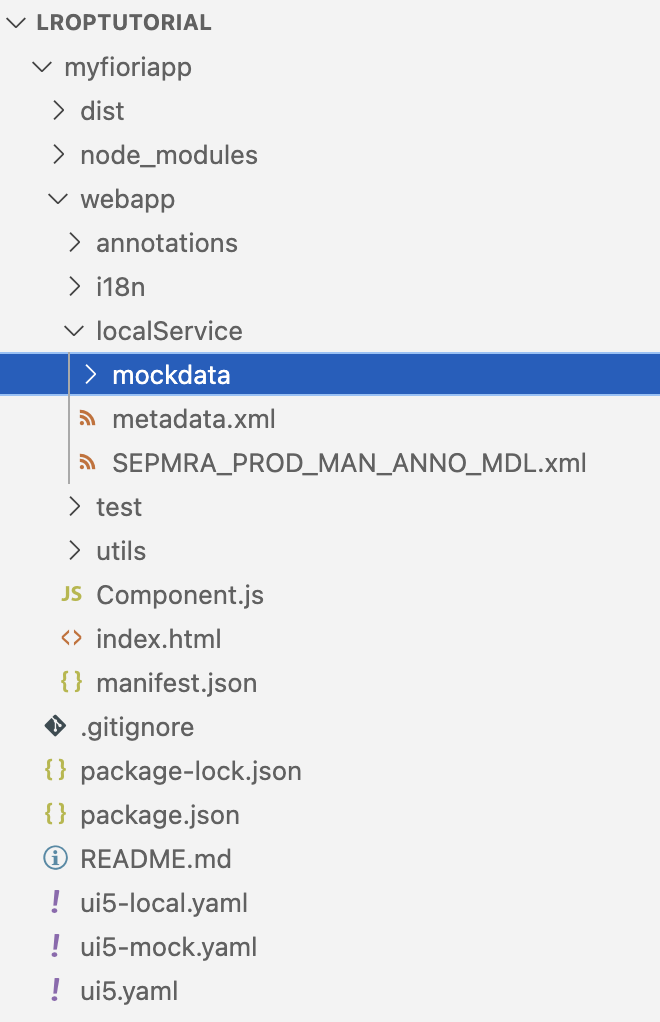 LROPTUTORIAL
myfioriapp
dist
node_modules
webapp
annotations
i18n
localService
mockdata
metadata.xml
SEPMRA_PROD_MAN_ANNO_MDL.xml
test
utils
JS Component.js
<> index.html
{} manifest.json
.gitignore
{} package-lock.json
{} package.json
i README.md
! ui5-local.yaml
! ui5-mock.yaml
! ui5.yaml